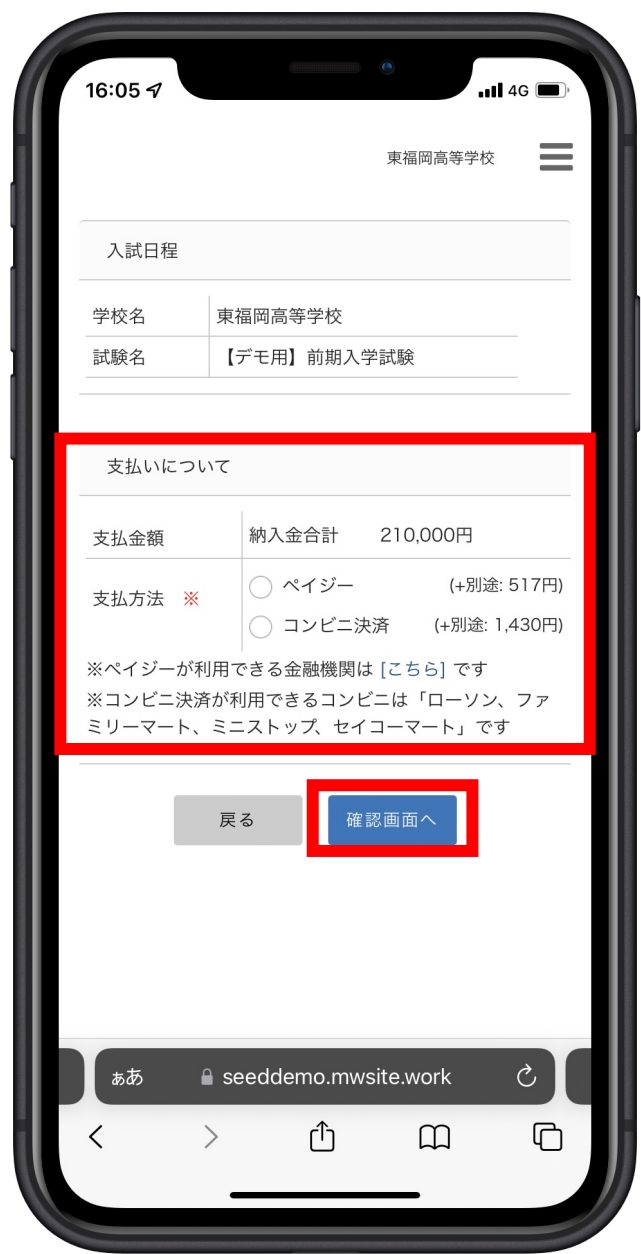 16:05
4G
東福岡高等学校
入試日程
学校名 東福岡高等学校
試験名 【デモ用】前期入学試験
支払いについて
支払金額 納入金合計 210,000円
支払方法 ※
ペイジー (+別途: 517円)
コンビニ決済 (+別途: 1,430円)
※ペイジーが利用できる金融機関は [こちら] です
※コンビニ決済が利用できるコンビニは「ローソン、ファ
ミリーマート、ミニストップ、セイコーマート」です
戻る 確認画面へ
ぁあ seeddemo.mwsite.work